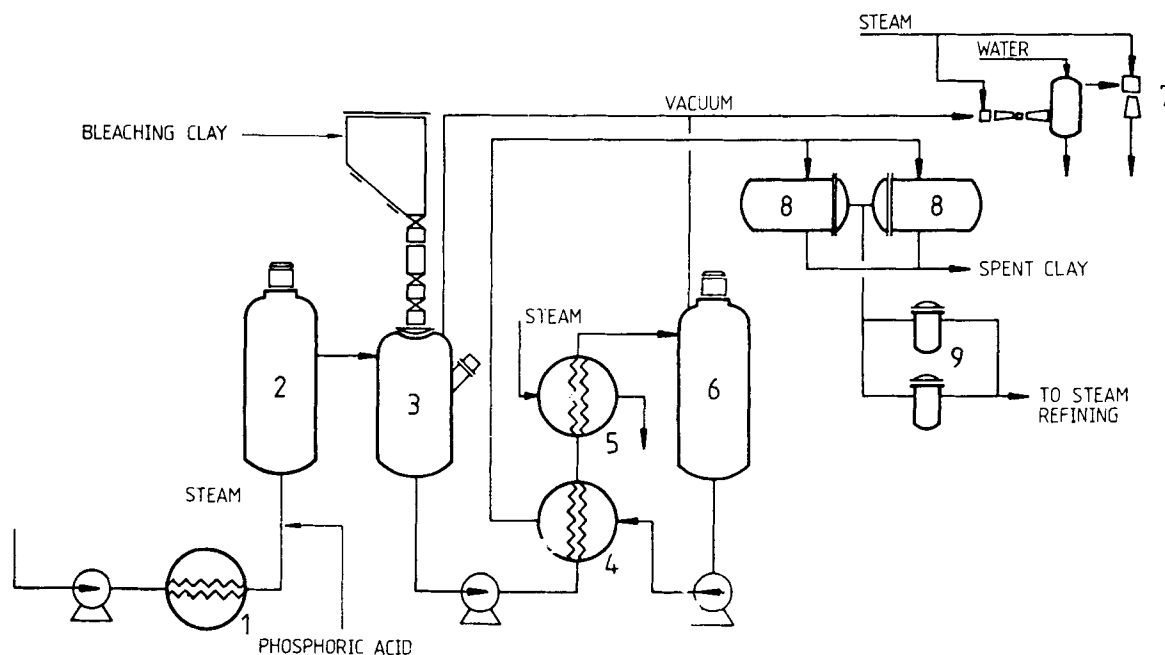 STEAM
WATER
7
VACUUM
BLEACHING CLAY
8
8
SPENT CLAY
STEAM
2
3
6
9
5
TO STEAM
REFINING
STEAM
4
1
PHOSPHORIC ACID